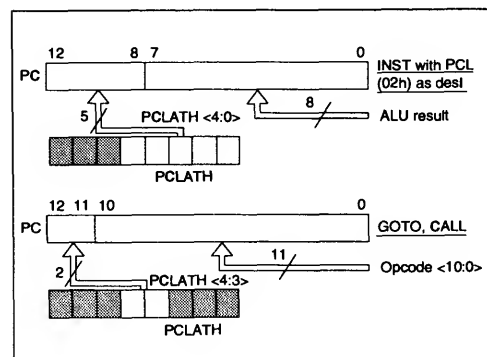 12 8 7 0
PC INST with PCL
(02h) as desl
5 PCLATH <4:0> 8 ALU result
PCLATH
12 11 10 0
PC GOTO, CALL
2 PCLATH <4:3> 11 Opcode <10:0>
PCLATH